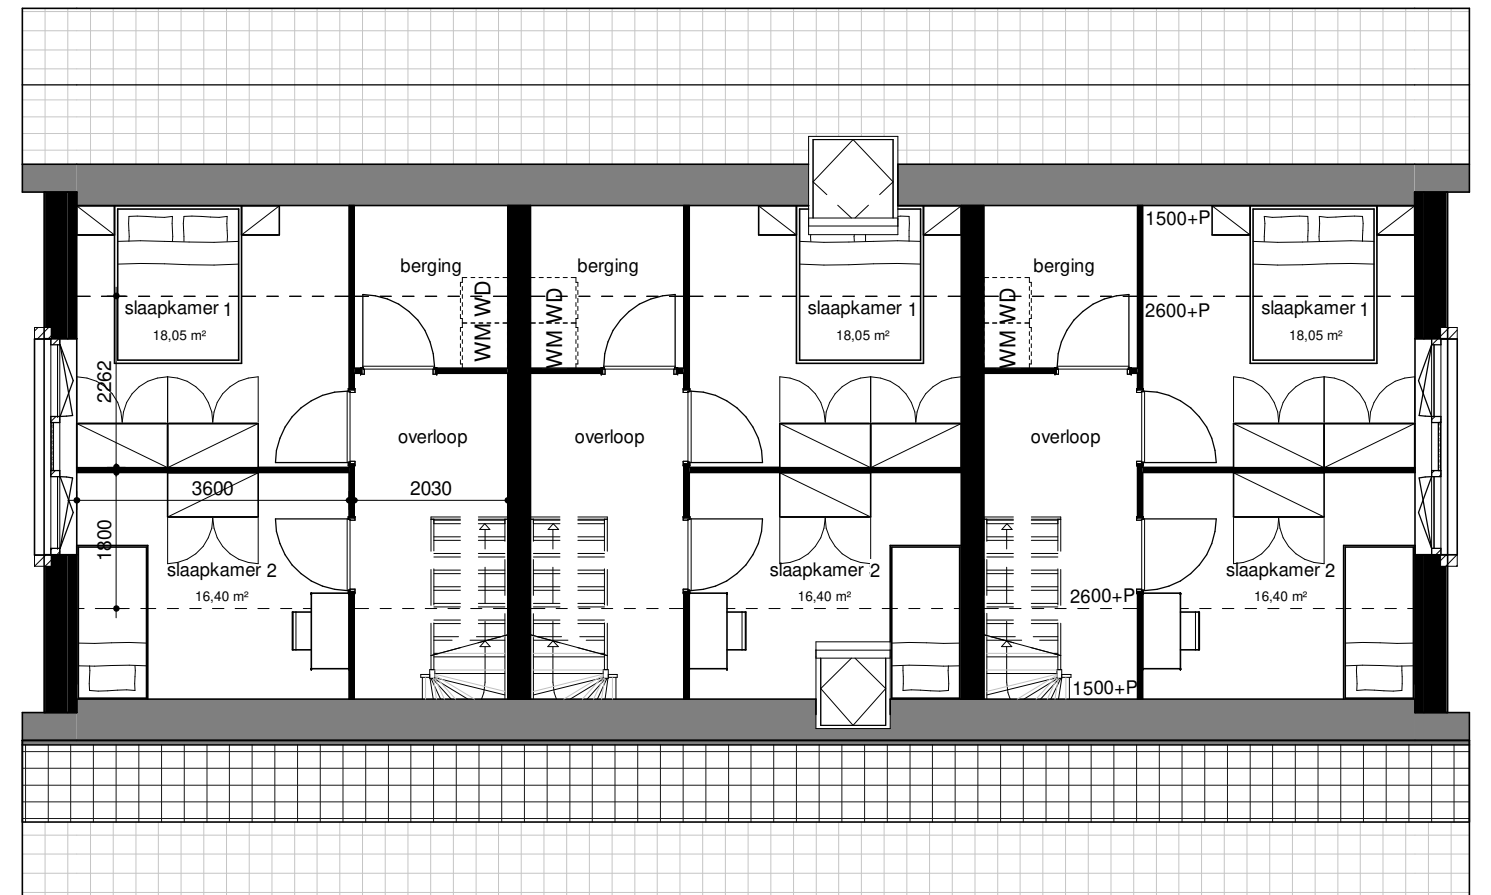 1500+P
berging
berging
berging
WM WD
WM WD
WM WD
slaapkamer 1
18,05 m²
slaapkamer 1
18,05 m²
2600+P
slaapkamer 1
18,05 m²
2262
overloop
overloop
overloop
3600
2030
1800
slaapkamer 2
16,40 m²
slaapkamer 2
16,40 m²
slaapkamer 2
16,40 m²
2600+P
1500+P